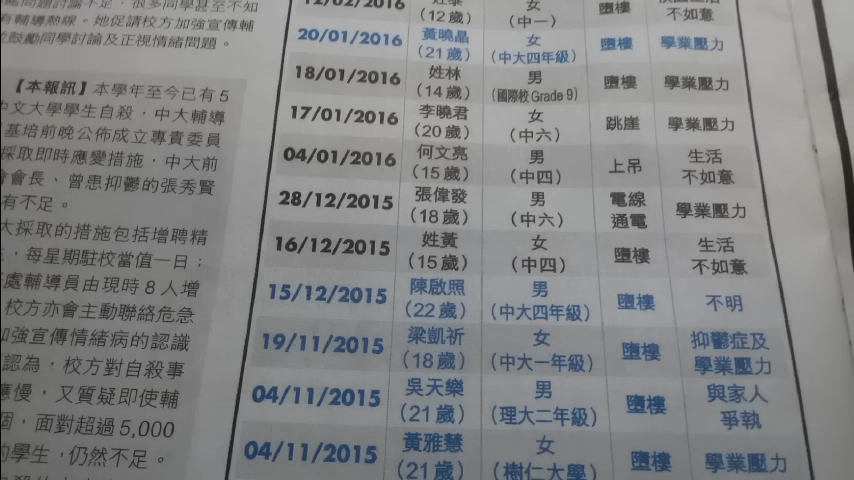 題討論不足，很多同學甚至不知
有輔導熱線。她促請校方加強宣傳輔
鼓勵同學討論及正視情緒問題。
【本報訊】本學年至今已有5
中文大學學生自殺，中大輔導
基培前晚公佈成立專責委員
採取即時應變措施，中大前
會會長、曾患抑鬱的張秀賢
有不足。
大採取的措施包括增聘精
，每星期駐校當值一日；
處輔導員由現時8人增
校方亦會主動聯絡危急
加強宣傳情緒病的認識
認為，校方對自殺事
應慢，又質疑即使輔
個，面對超過5,000
的學生，仍然不足。
12/02/2016 (12歲) 女 (中一) 墮樓 不如意
20/01/2016 黃曉晶 (21歲) 女 (中大四年級) 墮樓 學業壓力
18/01/2016 姓林 (14歲) 男 (國際校Grade 9) 墮樓 學業壓力
17/01/2016 李曉君 (20歲) 女 (中六) 跳崖 學業壓力
04/01/2016 何文亮 (15歲) 男 (中四) 上吊 生活不如意
28/12/2015 張偉發 (18歲) 男 (中六) 電線通電 學業壓力
16/12/2015 姓黃 (15歲) 女 (中四) 墮樓 生活不如意
15/12/2015 陳啟照 (22歲) 男 (中大四年級) 墮樓 不明
19/11/2015 梁凱祈 (18歲) 女 (中大一年級) 墮樓 抑鬱症及學業壓力
04/11/2015 吳天樂 (21歲) 男 (理大二年級) 墮樓 與家人爭執
04/11/2015 黃雅慧 (21歲) 女 (樹仁大學) 墮樓 學業壓力